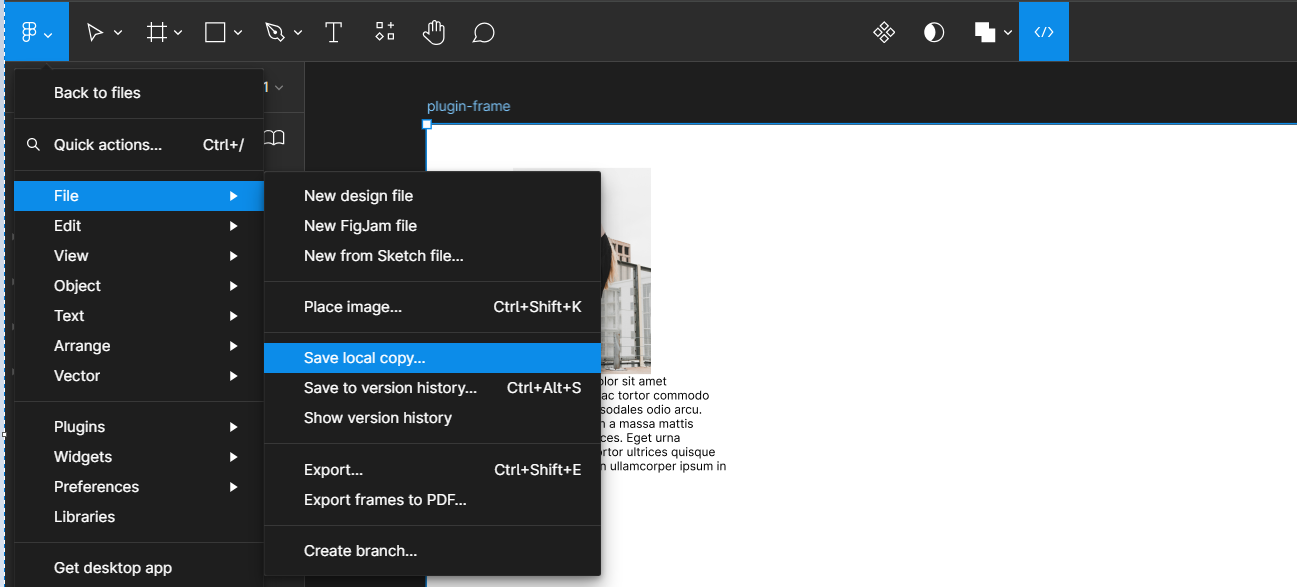 </>
1
plugin-frame
Back to files
Quick actions... Ctrl+/
File
Edit
View
Object
Text
Arrange
Vector
Plugins
Widgets
Preferences
Libraries
Get desktop app
New design file
New FigJam file
New from Sketch file...
Place image... Ctrl+Shift+K
Save local copy...
Save to version history... Ctrl+Alt+S
Show version history
Export... Ctrl+Shift+E
Export frames to PDF...
Create branch...
sit amet
ac tortor commodo
sodales odio arcu.
a massa mattis
Eget urna
ultrices quisque
ullamcorper ipsum in